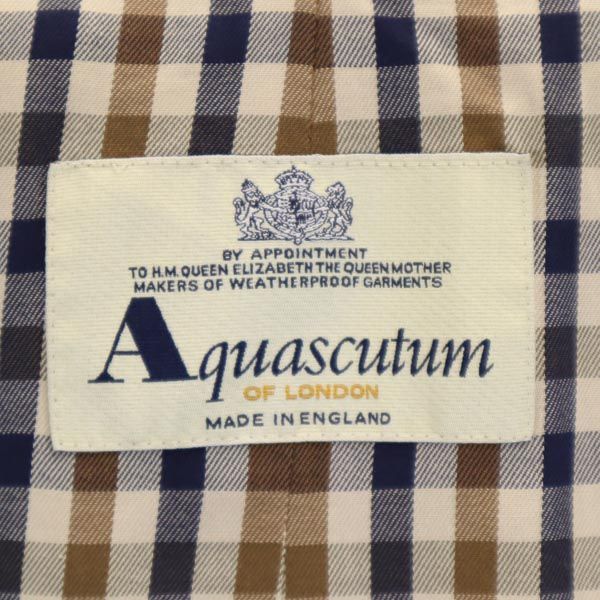 BY APPOINTMENT
TO H.M. QUEEN ELIZABETH THE QUEEN MOTHER
MAKERS OF WEATHERPROOF GARMENTS
Aquascutum
OF LONDON
MADE IN ENGLAND